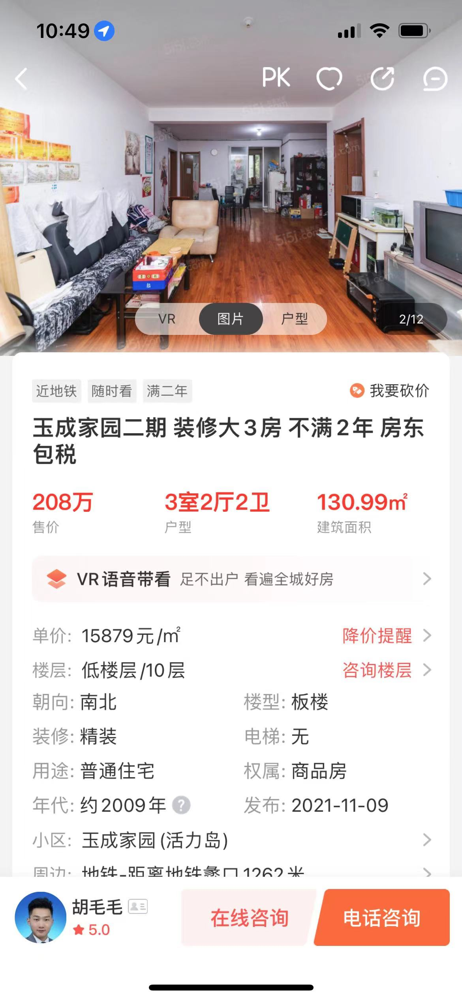 10:49
PK
VR
图片
户型
2/12
近地铁
随时看
满二年
我要砍价
玉成家园二期 装修大3房 不满2年 房东
包税
208万
3室2厅2卫
130.99㎡
售价
户型
建筑面积
VR语音带看 足不出户 看遍全城好房
单价: 15879元/㎡
降价提醒
楼层: 低楼层/10层
咨询楼层
朝向: 南北
楼型: 板楼
装修: 精装
电梯: 无
用途: 普通住宅
权属: 商品房
年代: 约2009年 ?
发布: 2021-11-09
小区: 玉成家园(活力岛)
周边: 地铁-距离地铁蠡口1262米
胡毛毛
5.0
在线咨询
电话咨询
5i5j.com